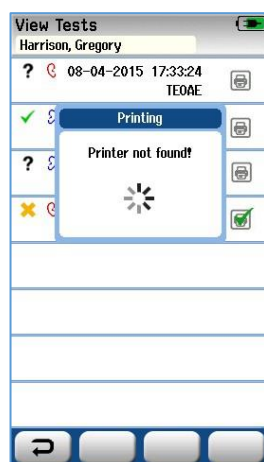 View Tests
Harrison, Gregory
? 08-04-2015 17:33:24
TEOAE
Printing
Printer not found!
?